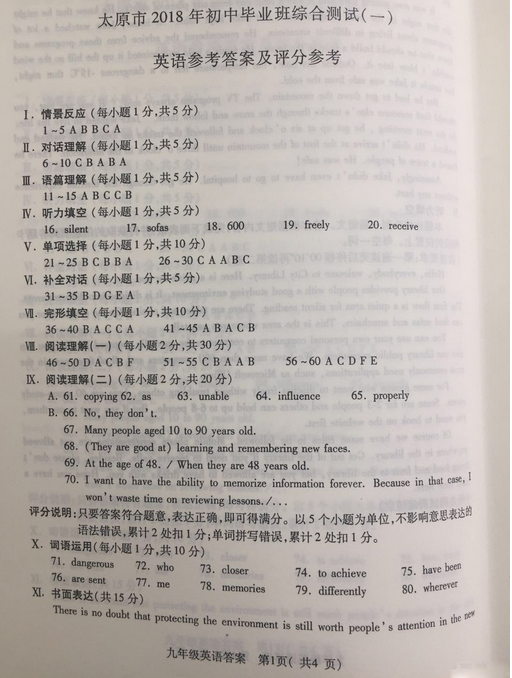 太原市2018年初中毕业班综合测试(一)
英语参考答案及评分参考
Ⅰ. 情景反应 (每小题1分,共5分)
1~5 A B B C A
Ⅱ. 对话理解 (每小题1分,共5分)
6~10 C B A B A
Ⅲ. 语篇理解 (每小题1分,共5分)
11~15 A B C C B
Ⅳ. 听力填空 (每小题1分,共5分)
16. silent 17. sofas 18. 600 19. freely 20. receive
Ⅴ. 单项选择 (每小题1分,共10分)
21~25 B C B B A 26~30 C A A B C
Ⅵ. 补全对话 (每小题1分,共5分)
31~35 B D G E A
Ⅶ. 完形填空 (每小题1分,共10分)
36~40 B A C C A 41~45 A B A C B
Ⅷ. 阅读理解(一) (每小题2分,共30分)
46~50 D A C B F 51~55 C B A A B 56~60 A C D F E
Ⅸ. 阅读理解(二) (每小题2分,共20分)
A. 61. copying 62. as 63. unable 64. influence 65. properly
B. 66. No, they don't.
67. Many people aged 10 to 90 years old.
68. (They are good at) learning and remembering new faces.
69. At the age of 48. / When they are 48 years old.
70. I want to have the ability to memorize information forever. Because in that case, I
won't waste time on reviewing lessons./...
评分说明:只要答案符合题意,表达正确,即可得满分。以5个小题为单位,不影响意思表达的
语法错误,累计2处扣1分;单词拼写错误,累计2处扣1分。
Ⅹ. 词语运用(每小题1分,共10分)
71. dangerous 72. who 73. closer 74. to achieve 75. have been
76. are sent 77. me 78. memories 79. differently 80. wherever
Ⅺ. 书面表达(共15分)
There is no doubt that protecting the environment is still worth people's attention in the new
九年级英语答案 第1页( 共4 页)